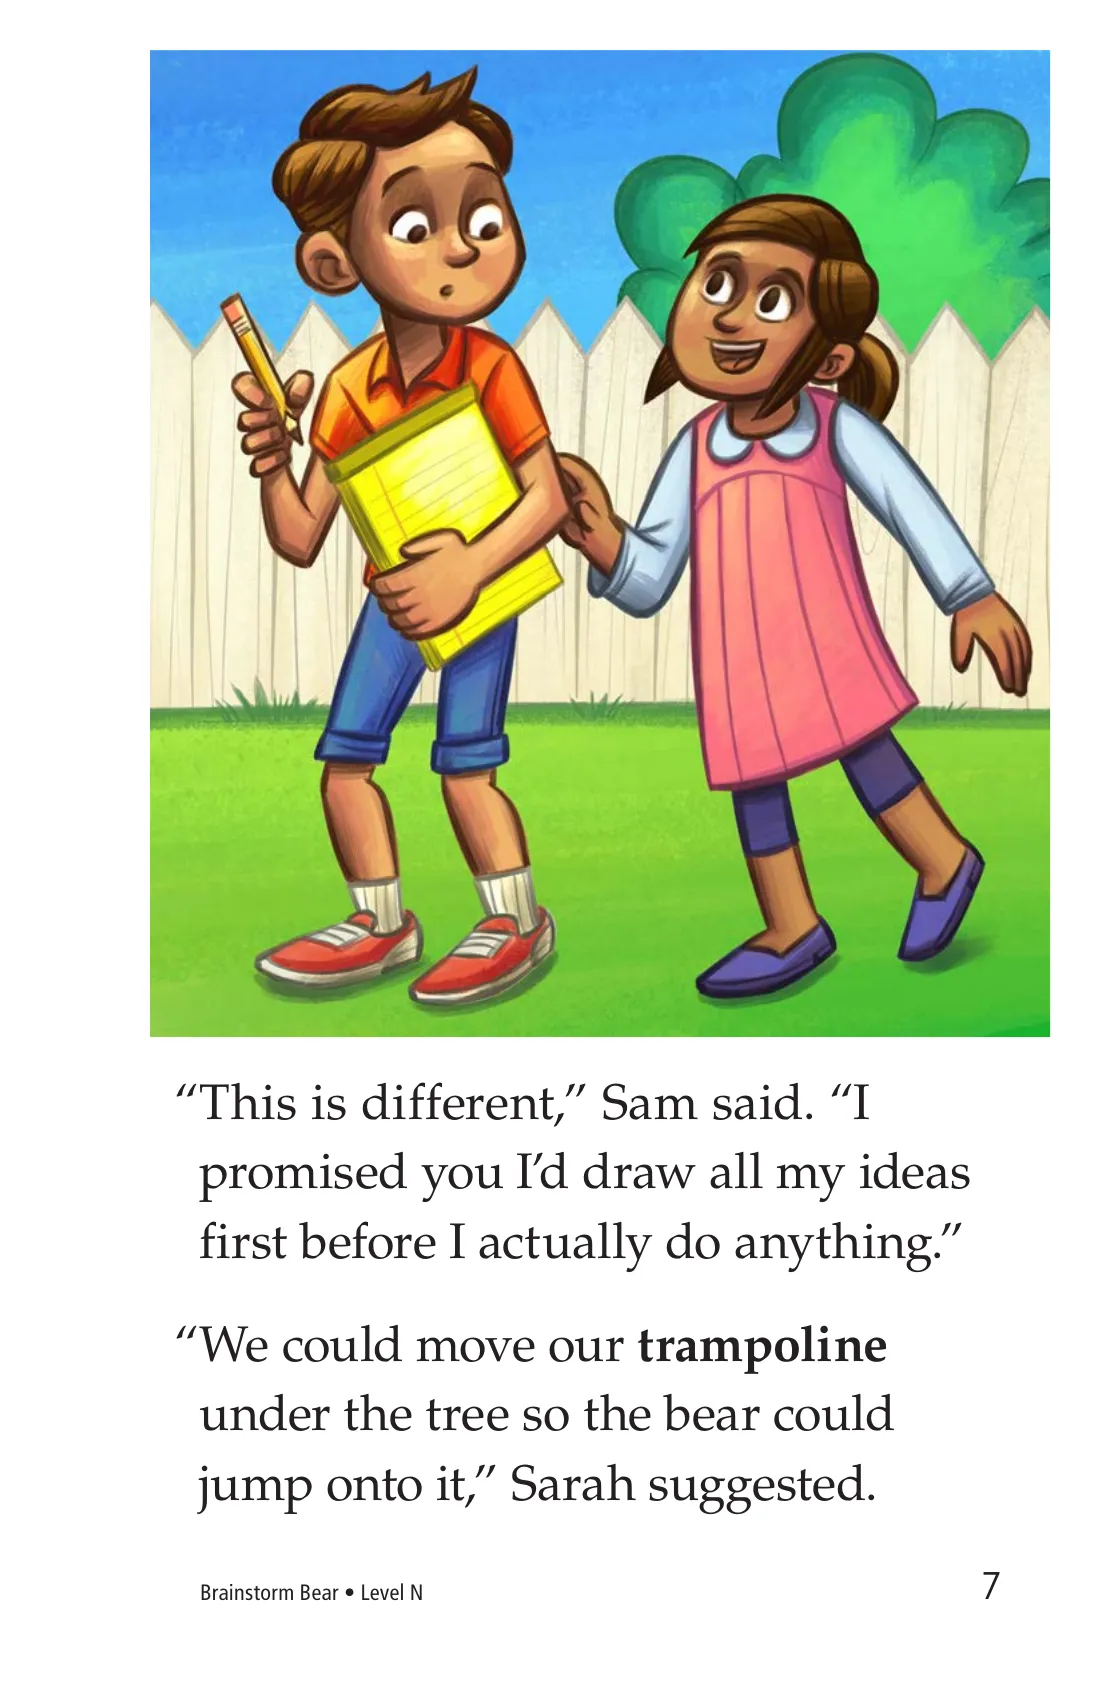 “This is different,” Sam said. “I
promised you I’d draw all my ideas
first before I actually do anything.”
“We could move our trampoline
under the tree so the bear could
jump onto it,” Sarah suggested.
Brainstorm Bear • Level N
7